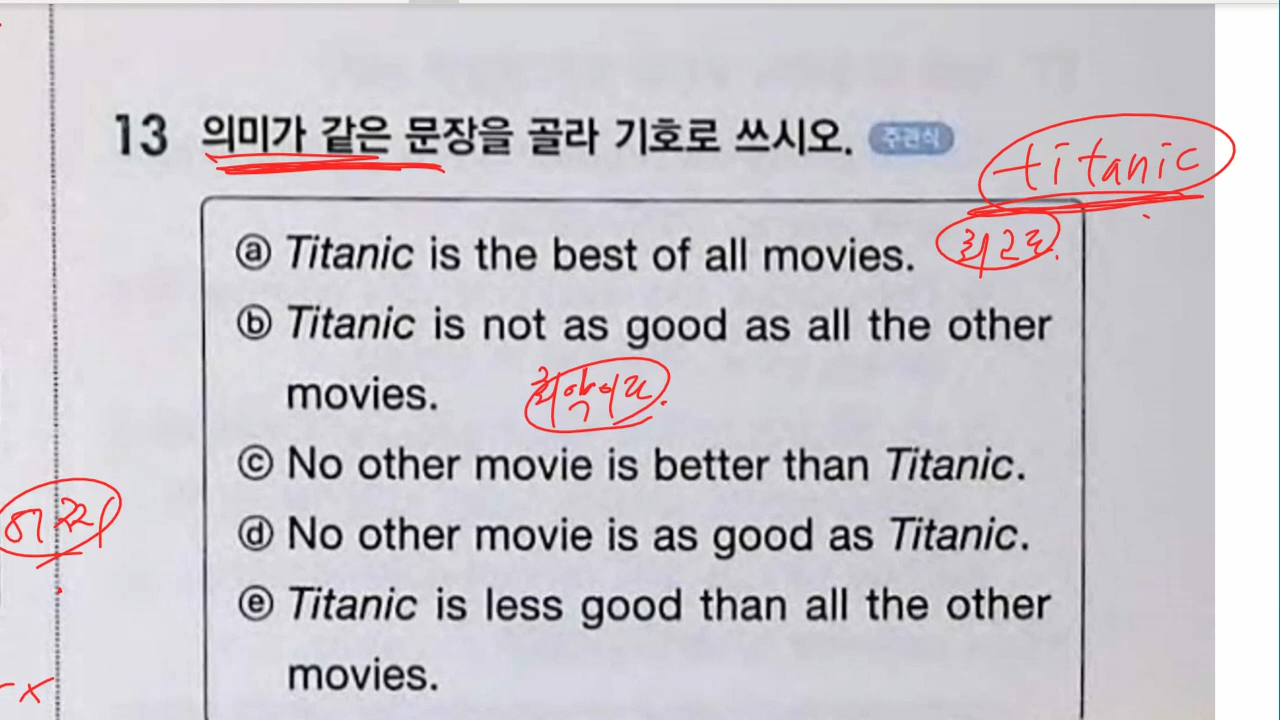 13 의미가 같은 문장을 골라 기호로 쓰시오. 주관식
titanic
ⓐ Titanic is the best of all movies.
최고로.
ⓑ Titanic is not as good as all the other
movies.
최악이다.
ⓒ No other movie is better than Titanic.
ⓓ No other movie is as good as Titanic.
ⓔ Titanic is less good than all the other
movies.